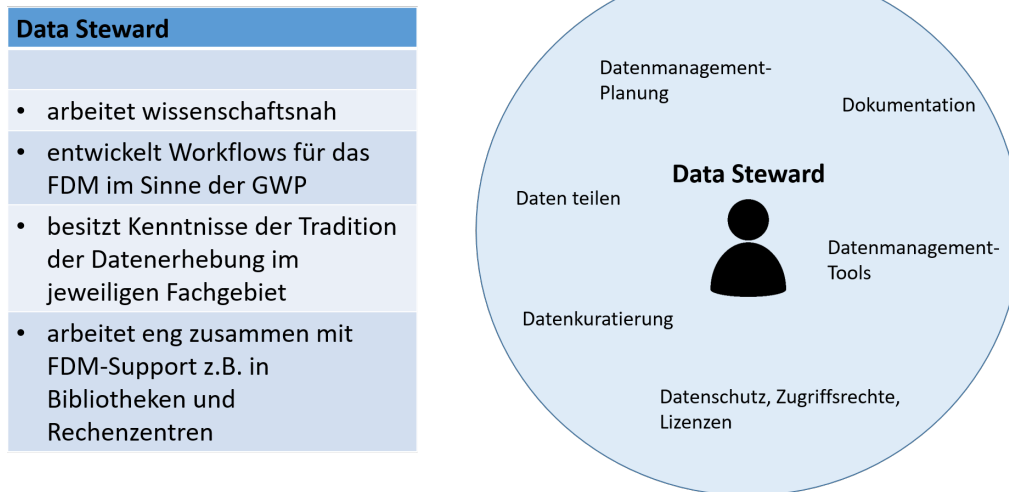 Data Steward
• arbeitet wissenschaftsnah
• entwickelt Workflows für das
FDM im Sinne der GWP
• besitzt Kenntnisse der Tradition
der Datenerhebung im
jeweiligen Fachgebiet
• arbeitet eng zusammen mit
FDM-Support z.B. in
Bibliotheken und
Rechenzentren
Datenmanagement-
Planung
Dokumentation
Data Steward
Daten teilen
Datenmanagement-
Tools
Datenkuratierung
Datenschutz, Zugriffsrechte,
Lizenzen